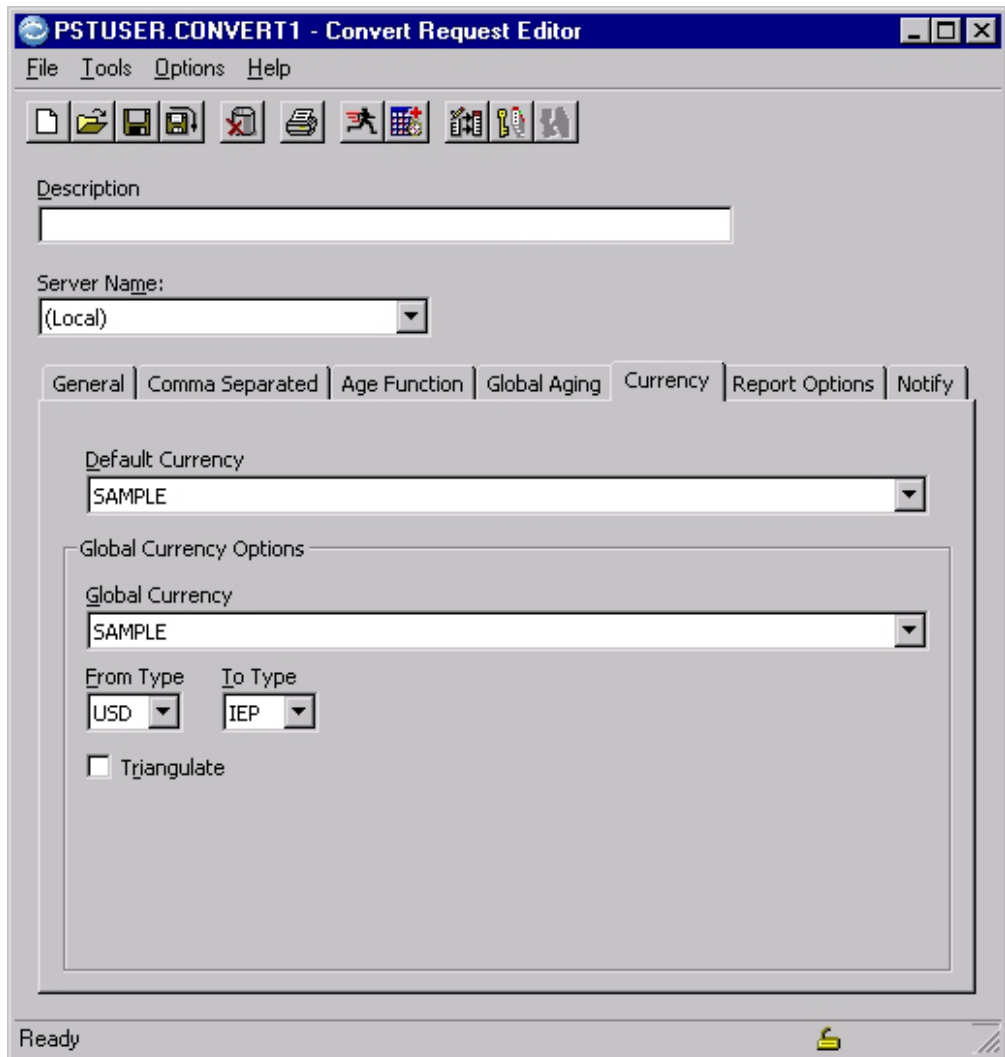 PSTUSER.CONVERT1 - Convert Request Editor
File Tools Options Help
Description
Server Name:
(Local)
General Comma Separated Age Function Global Aging Currency Report Options Notify
Default Currency
SAMPLE
Global Currency Options
Global Currency
SAMPLE
From Type To Type
USD IEP
Triangulate
Ready